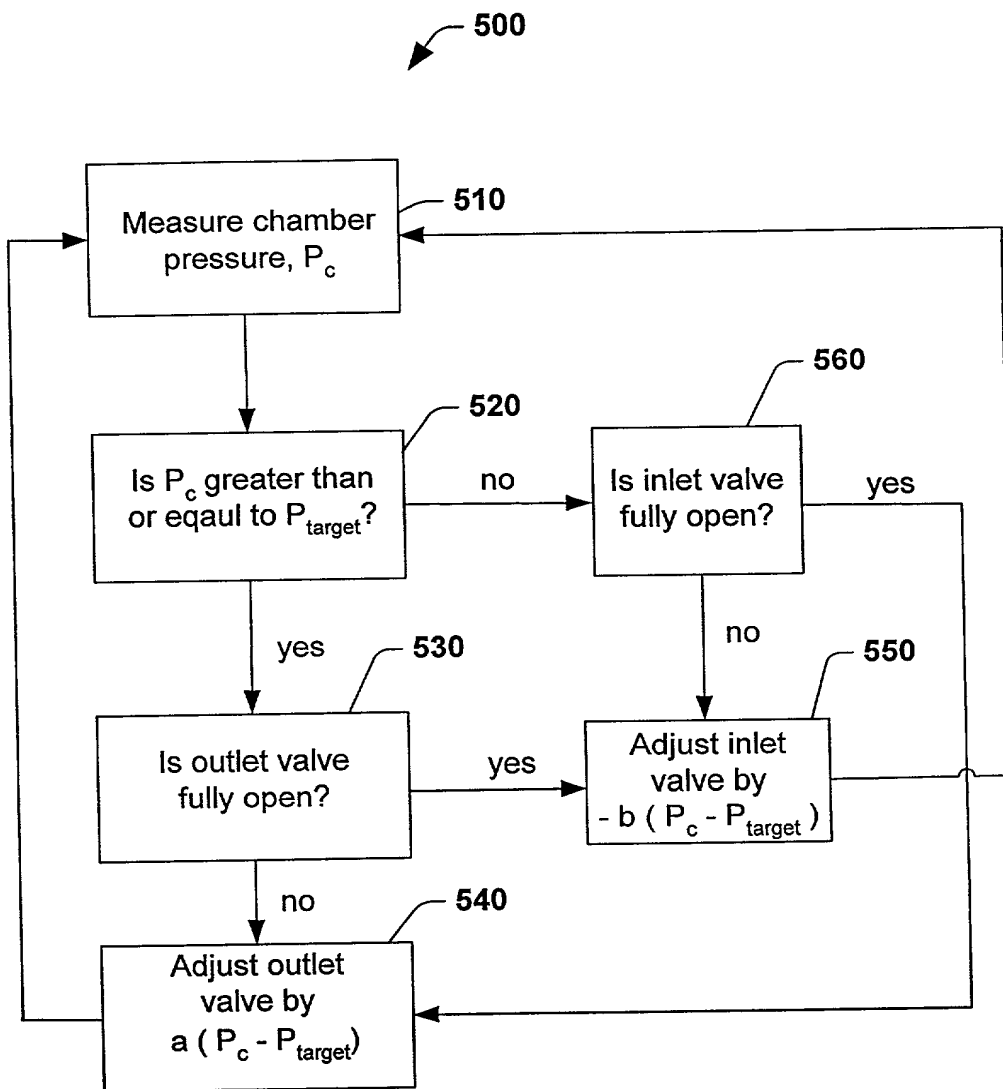 500
510
Measure chamber
pressure, Pc
560
520
Is Pc greater than
or eqaul to Ptarget?
no
Is inlet valve
fully open?
yes
yes
no
530
550
Is outlet valve
fully open?
yes
Adjust inlet
valve by
- b ( Pc - Ptarget )
no
540
Adjust outlet
valve by
a ( Pc - Ptarget)